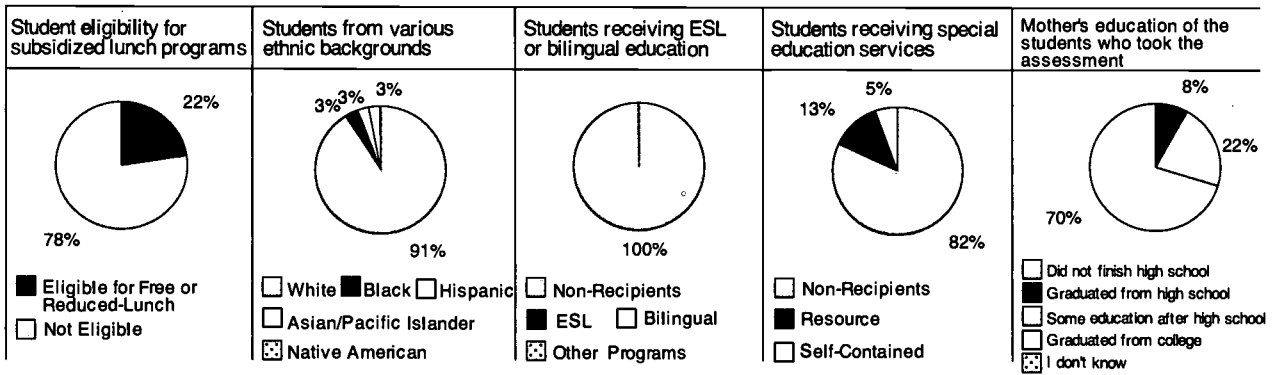 Student eligibility for
subsidized lunch programs
22%
78%
Eligible for Free or
Reduced-Lunch
Not Eligible
Students from various
ethnic backgrounds
3% 3% 3%
91%
White Black Hispanic
Asian/Pacific Islander
Native American
Students receiving ESL
or bilingual education
100%
Non-Recipients
ESL Bilingual
Other Programs
Students receiving special
education services
5%
13%
82%
Non-Recipients
Resource
Self-Contained
Mother's education of the
students who took the
assessment
8%
22%
70%
Did not finish high school
Graduated from high school
Some education after high school
Graduated from college
I don't know